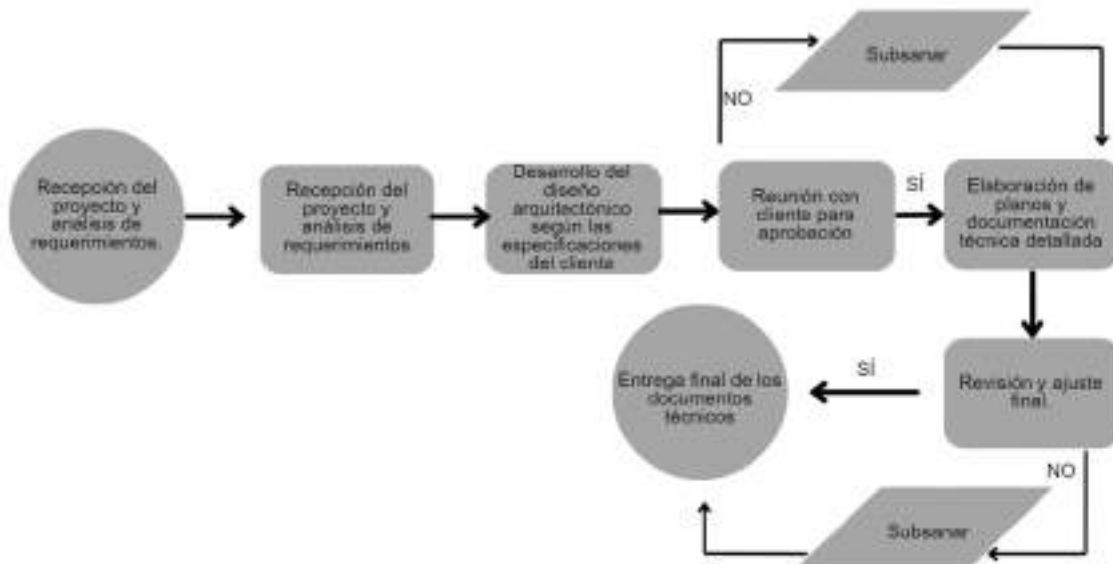 Subsanar
NO
Recepción del
proyecto y
análisis de
requerimientos.
Recepción del
proyecto y
análisis de
requerimientos
Desarrollo del
diseño
arquitectónico
según las
especificaciones
del cliente
Reunión con
cliente para
aprobación
SÍ
Elaboración de
planos y
documentación
técnica detallada
Revisión y ajuste
final.
SÍ
Entrega final de los
documentos
técnicos
NO
Subsanar